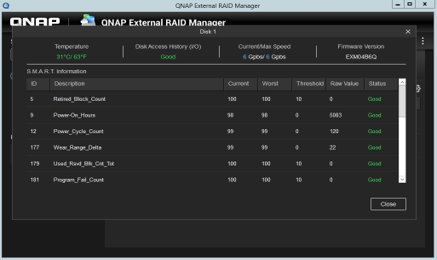 QNAP External RAID Manager
QNAP External RAID Manager
Disk 1
Temperature Disk Access History (I/O) Current/Max Speed Firmware Version
31°C/ 63°F Good 6 Gpbs/ 6 Gpbs EXM04B6Q
S.M.A.R.T Information
ID Description Current Worst Threshold Raw Value Status
5 Retired_Block_Count 100 100 10 0 Good
9 Power-On_Hours 98 98 0 5083 Good
12 Power_Cycle_Count 99 99 0 120 Good
177 Wear_Range_Delta 99 99 0 22 Good
179 Used_Rsvd_Blk_Cnt_Tot 100 100 10 0 Good
181 Program_Fail_Count 100 100 10 0 Good
Close